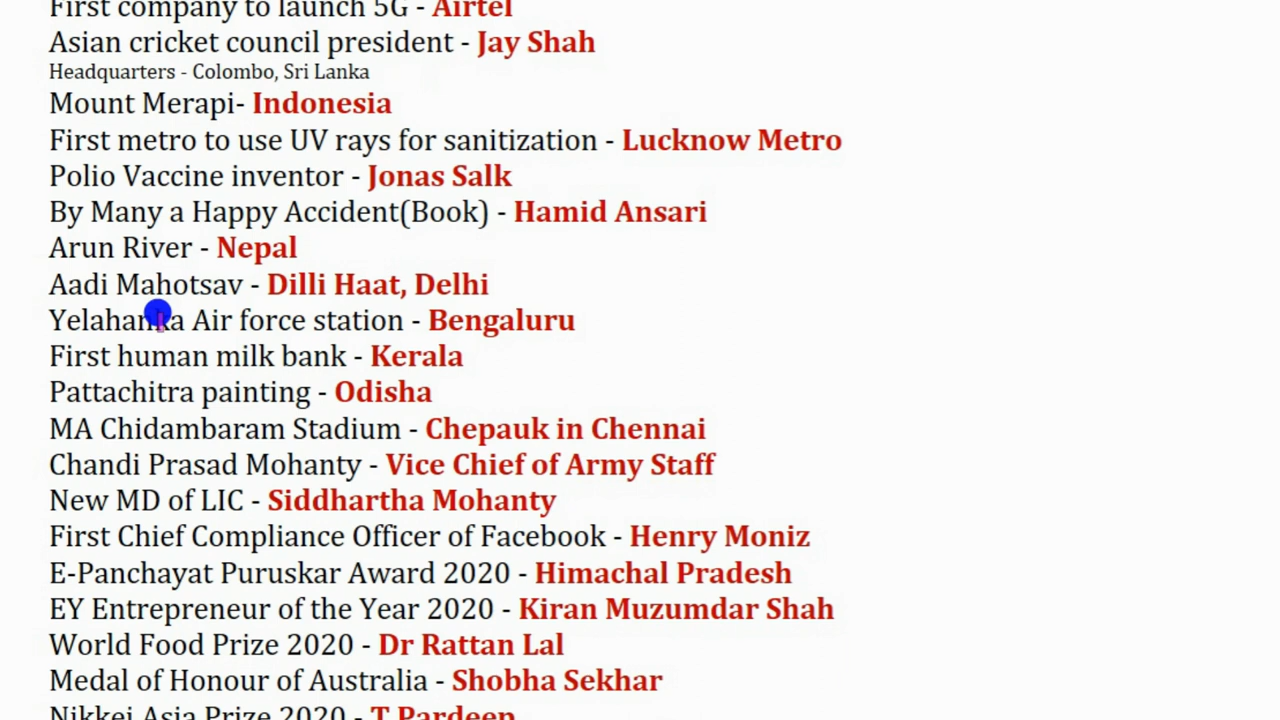 First company to launch 5G - Airtel
Asian cricket council president - Jay Shah
Headquarters - Colombo, Sri Lanka
Mount Merapi- Indonesia
First metro to use UV rays for sanitization - Lucknow Metro
Polio Vaccine inventor - Jonas Salk
By Many a Happy Accident(Book) - Hamid Ansari
Arun River - Nepal
Aadi Mahotsav - Dilli Haat, Delhi
Yelahanka Air force station - Bengaluru
First human milk bank - Kerala
Pattachitra painting - Odisha
MA Chidambaram Stadium - Chepauk in Chennai
Chandi Prasad Mohanty - Vice Chief of Army Staff
New MD of LIC - Siddhartha Mohanty
First Chief Compliance Officer of Facebook - Henry Moniz
E-Panchayat Puruskar Award 2020 - Himachal Pradesh
EY Entrepreneur of the Year 2020 - Kiran Muzumdar Shah
World Food Prize 2020 - Dr Rattan Lal
Medal of Honour of Australia - Shobha Sekhar
Nikkei Asia Prize 2020 - T Pardeep